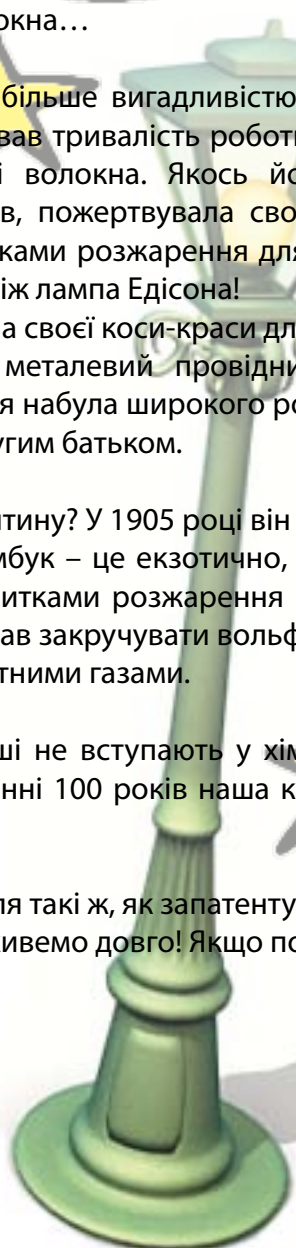 окна…
більше вигадливістю
вав тривалість роботи
і волокна. Якось йо
в, пожертвувала сво
ками розжарення для
іж лампа Едісона!
а своєї коси-краси дл
металевий провідни
я набула широкого ро
угим батьком.
тину? У 1905 році він
мбук – це екзотично,
итками розжарення
ав закручувати вольф
тними газами.
ші не вступають у хім
нні 100 років наша к
ля такі ж, як запатенту
живемо довго! Якщо по